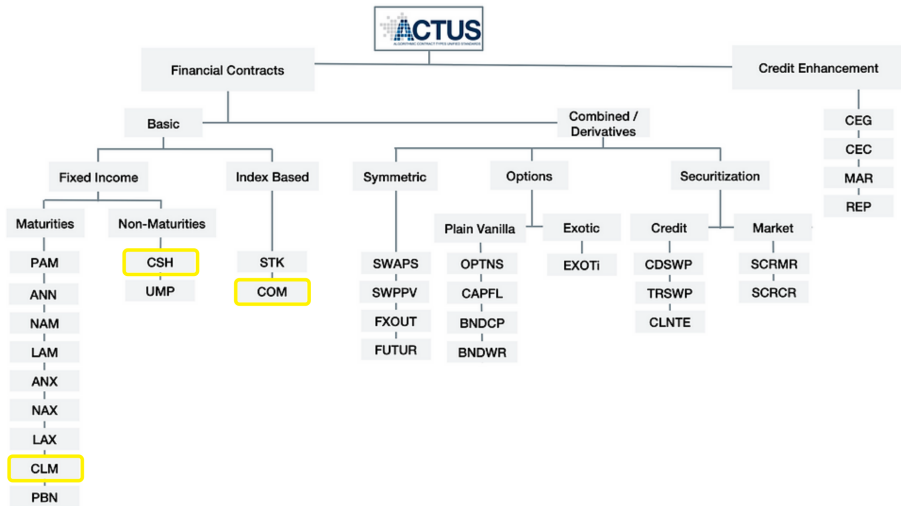 ACTUS
ALGORITHMIC CONTRACT TYPES UNIFIED STANDARDS
Financial Contracts
Credit Enhancement
Basic
Combined /
Derivatives
CEG
CEC
MAR
REP
Fixed Income
Index Based
Symmetric
Options
Securitization
Maturities
Non-Maturities
Plain Vanilla
Exotic
Credit
Market
PAM
ANN
NAM
LAM
ANX
NAX
LAX
CLM
PBN
CSH
UMP
STK
COM
SWAPS
SWPPV
FXOUT
FUTUR
OPTNS
CAPFL
BNDCP
BNDWR
EXOTi
CDSWP
TRSWP
CLNTE
SCRMR
SCRCR